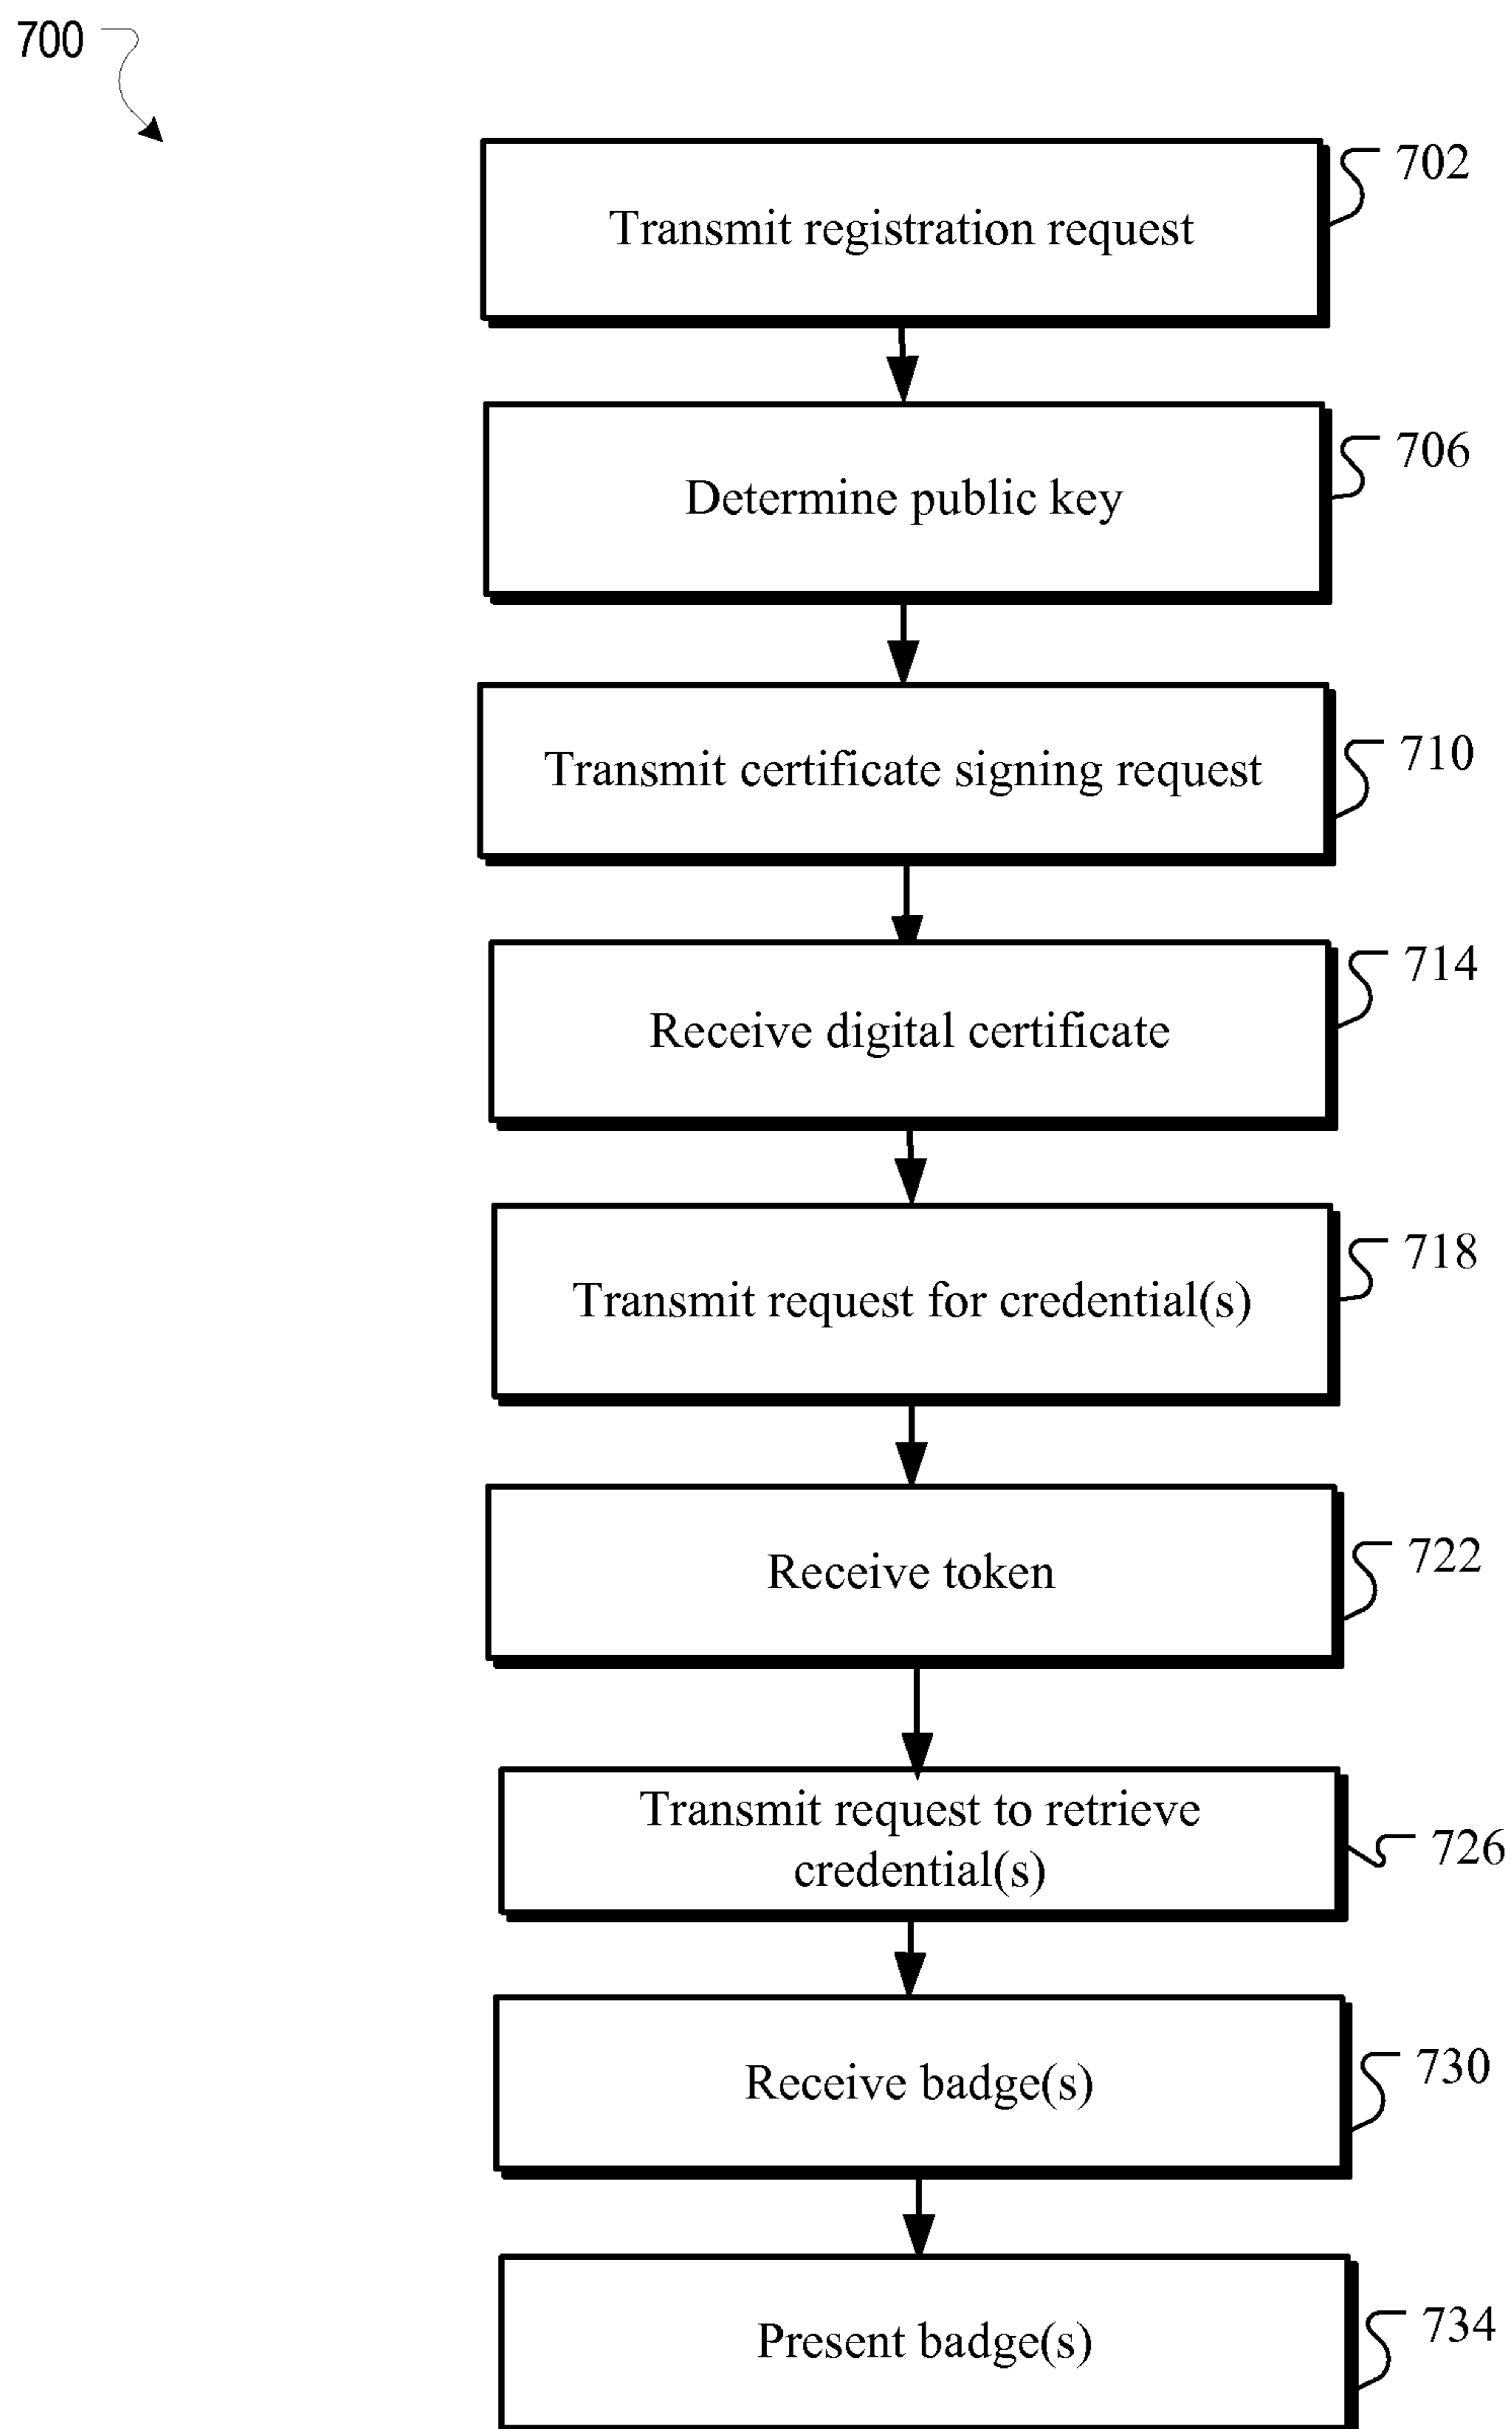 700
Transmit registration request
702
Determine public key
706
Transmit certificate signing request
710
Receive digital certificate
714
Transmit request for credential(s)
718
Receive token
722
Transmit request to retrieve
credential(s)
726
Receive badge(s)
730
Present badge(s)
734